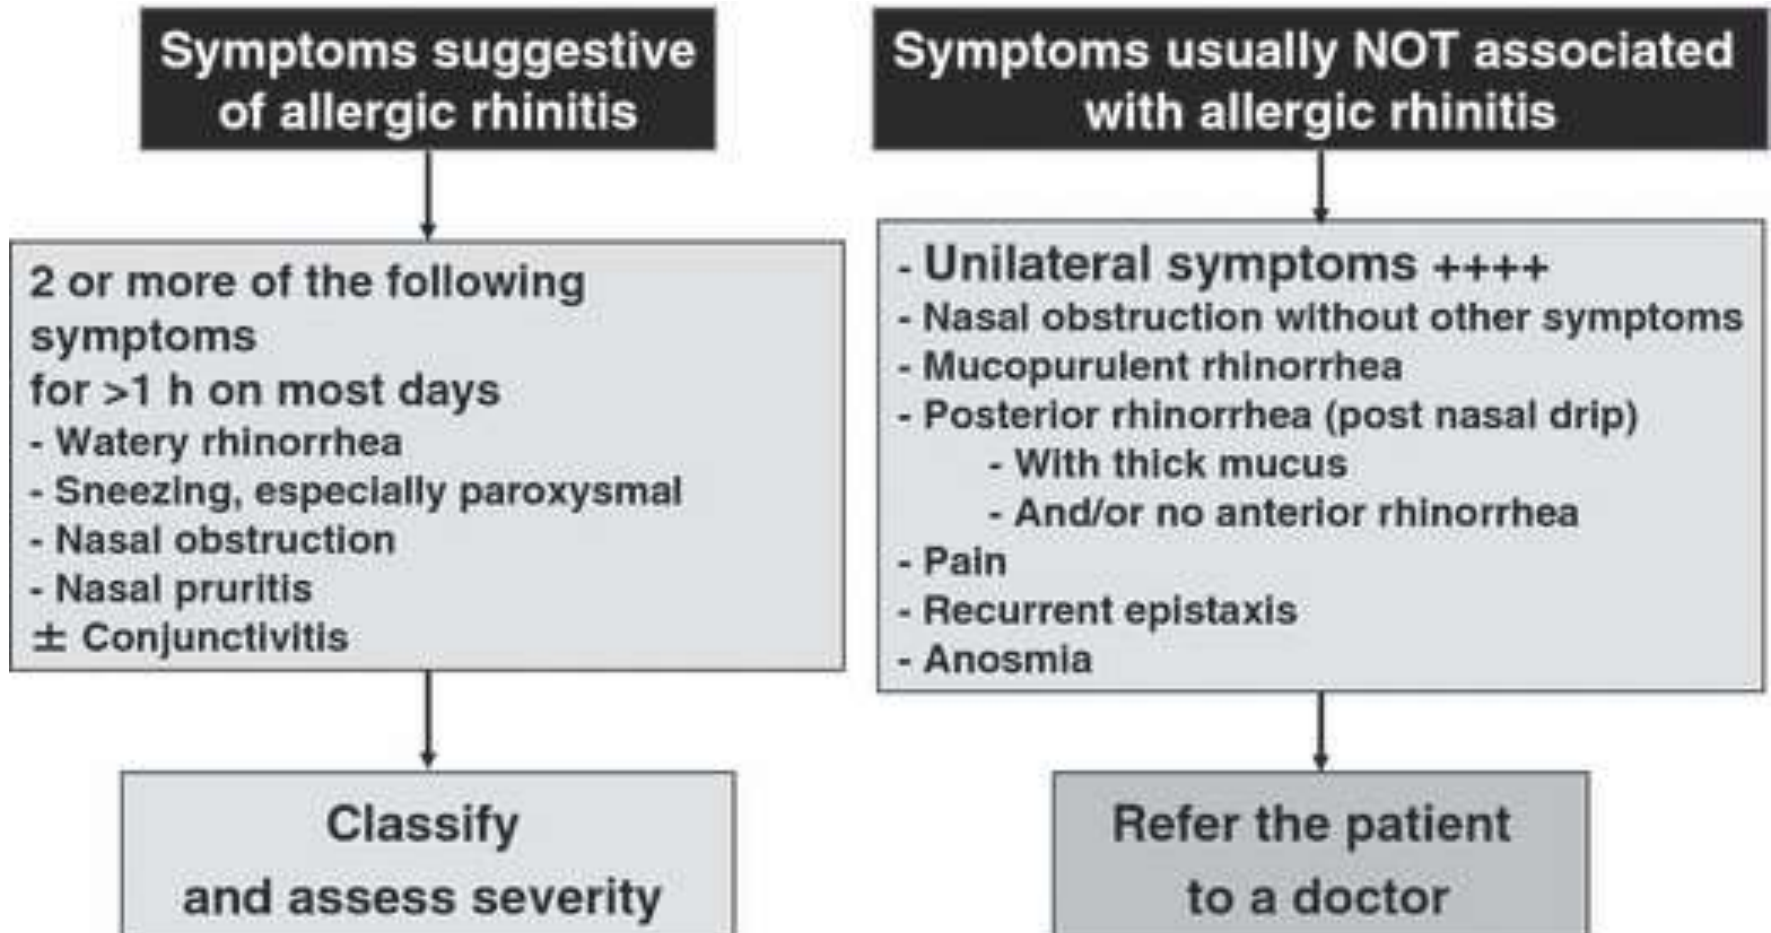 Symptoms suggestive
of allergic rhinitis
2 or more of the following
symptoms
for >1 h on most days
- Watery rhinorrhea
- Sneezing, especially paroxysmal
- Nasal obstruction
- Nasal pruritis
± Conjunctivitis
Classify
and assess severity
Symptoms usually NOT associated
with allergic rhinitis
- Unilateral symptoms ++++
- Nasal obstruction without other symptoms
- Mucopurulent rhinorrhea
- Posterior rhinorrhea (post nasal drip)
- With thick mucus
- And/or no anterior rhinorrhea
- Pain
- Recurrent epistaxis
- Anosmia
Refer the patient
to a doctor